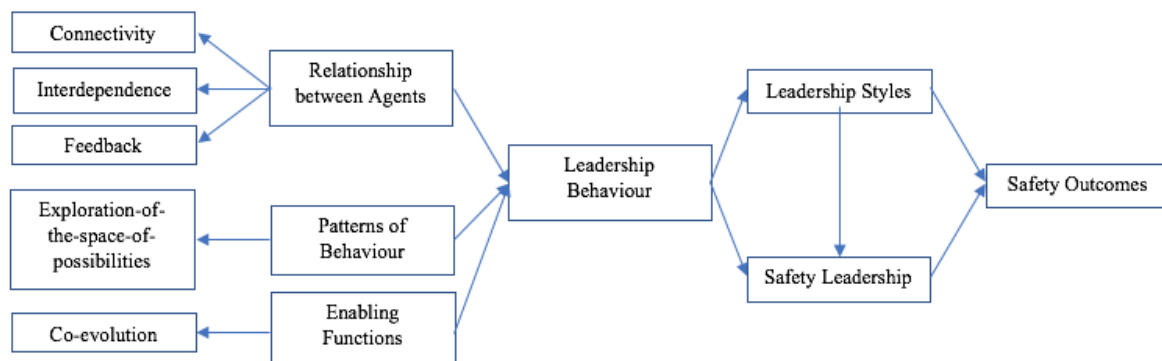 Connectivity
Interdependence
Feedback
Exploration-of-
the-space-of-
possibilities
Co-evolution
Relationship
between Agents
Patterns of
Behaviour
Enabling
Functions
Leadership
Behaviour
Leadership Styles
Safety Leadership
Safety Outcomes